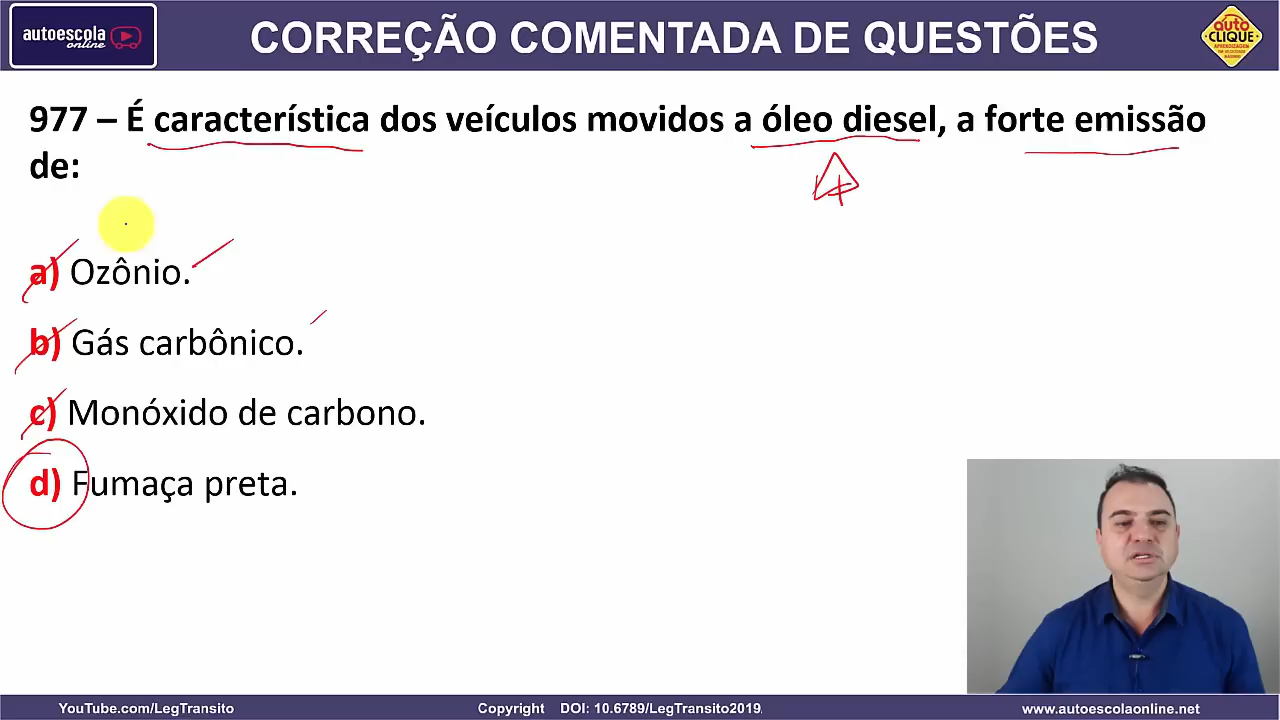 autoescola
online
CORREÇÃO COMENTADA DE QUESTÕES
auto
CLIQUE
977 – É característica dos veículos movidos a óleo diesel, a forte emissão
de:
a) Ozônio.
b) Gás carbônico.
c) Monóxido de carbono.
d) Fumaça preta.
YouTube.com/LegTransito
Copyright DOI: 10.6789/LegTransito2019
www.autoescolaonline.net